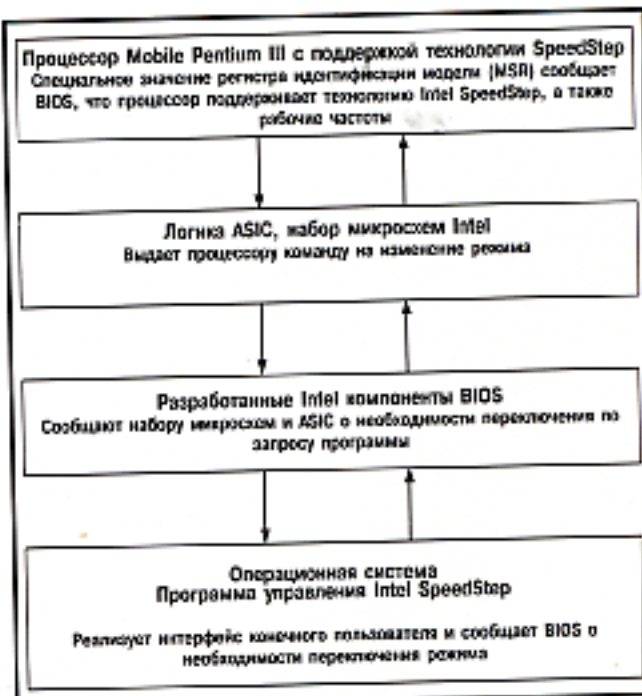 Процессор Mobile Pentium III с поддержкой технологии SpeedStep
Специальное значение регистра идентификации модели (MSR) сообщает
BIOS, что процессор поддерживает технологию Intel SpeedStep, а также
рабочие частоты
Логика ASIC, набор микросхем Intel
Выдает процессору команду на изменение режима
Разработанные Intel компоненты BIOS
Сообщают набору микросхем и ASIC о необходимости переключения по
запросу программы
Операционная система
Программа управления Intel SpeedStep
Реализует интерфейс конечного пользователя и сообщает BIOS о
необходимости переключения режима